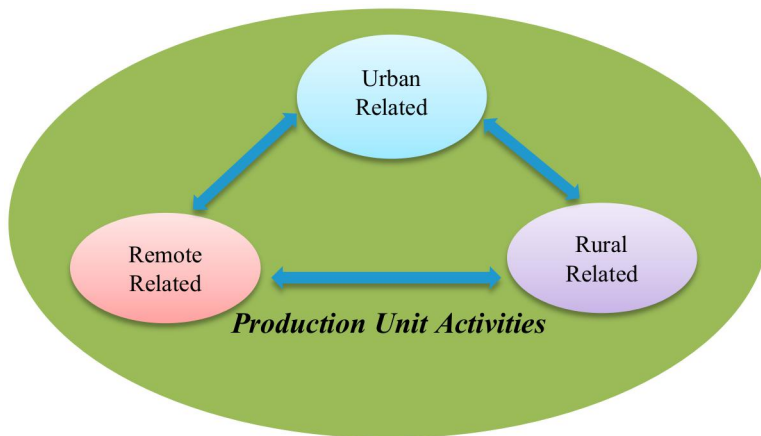 Urban
Related
Remote
Related
Rural
Related
Production Unit Activities